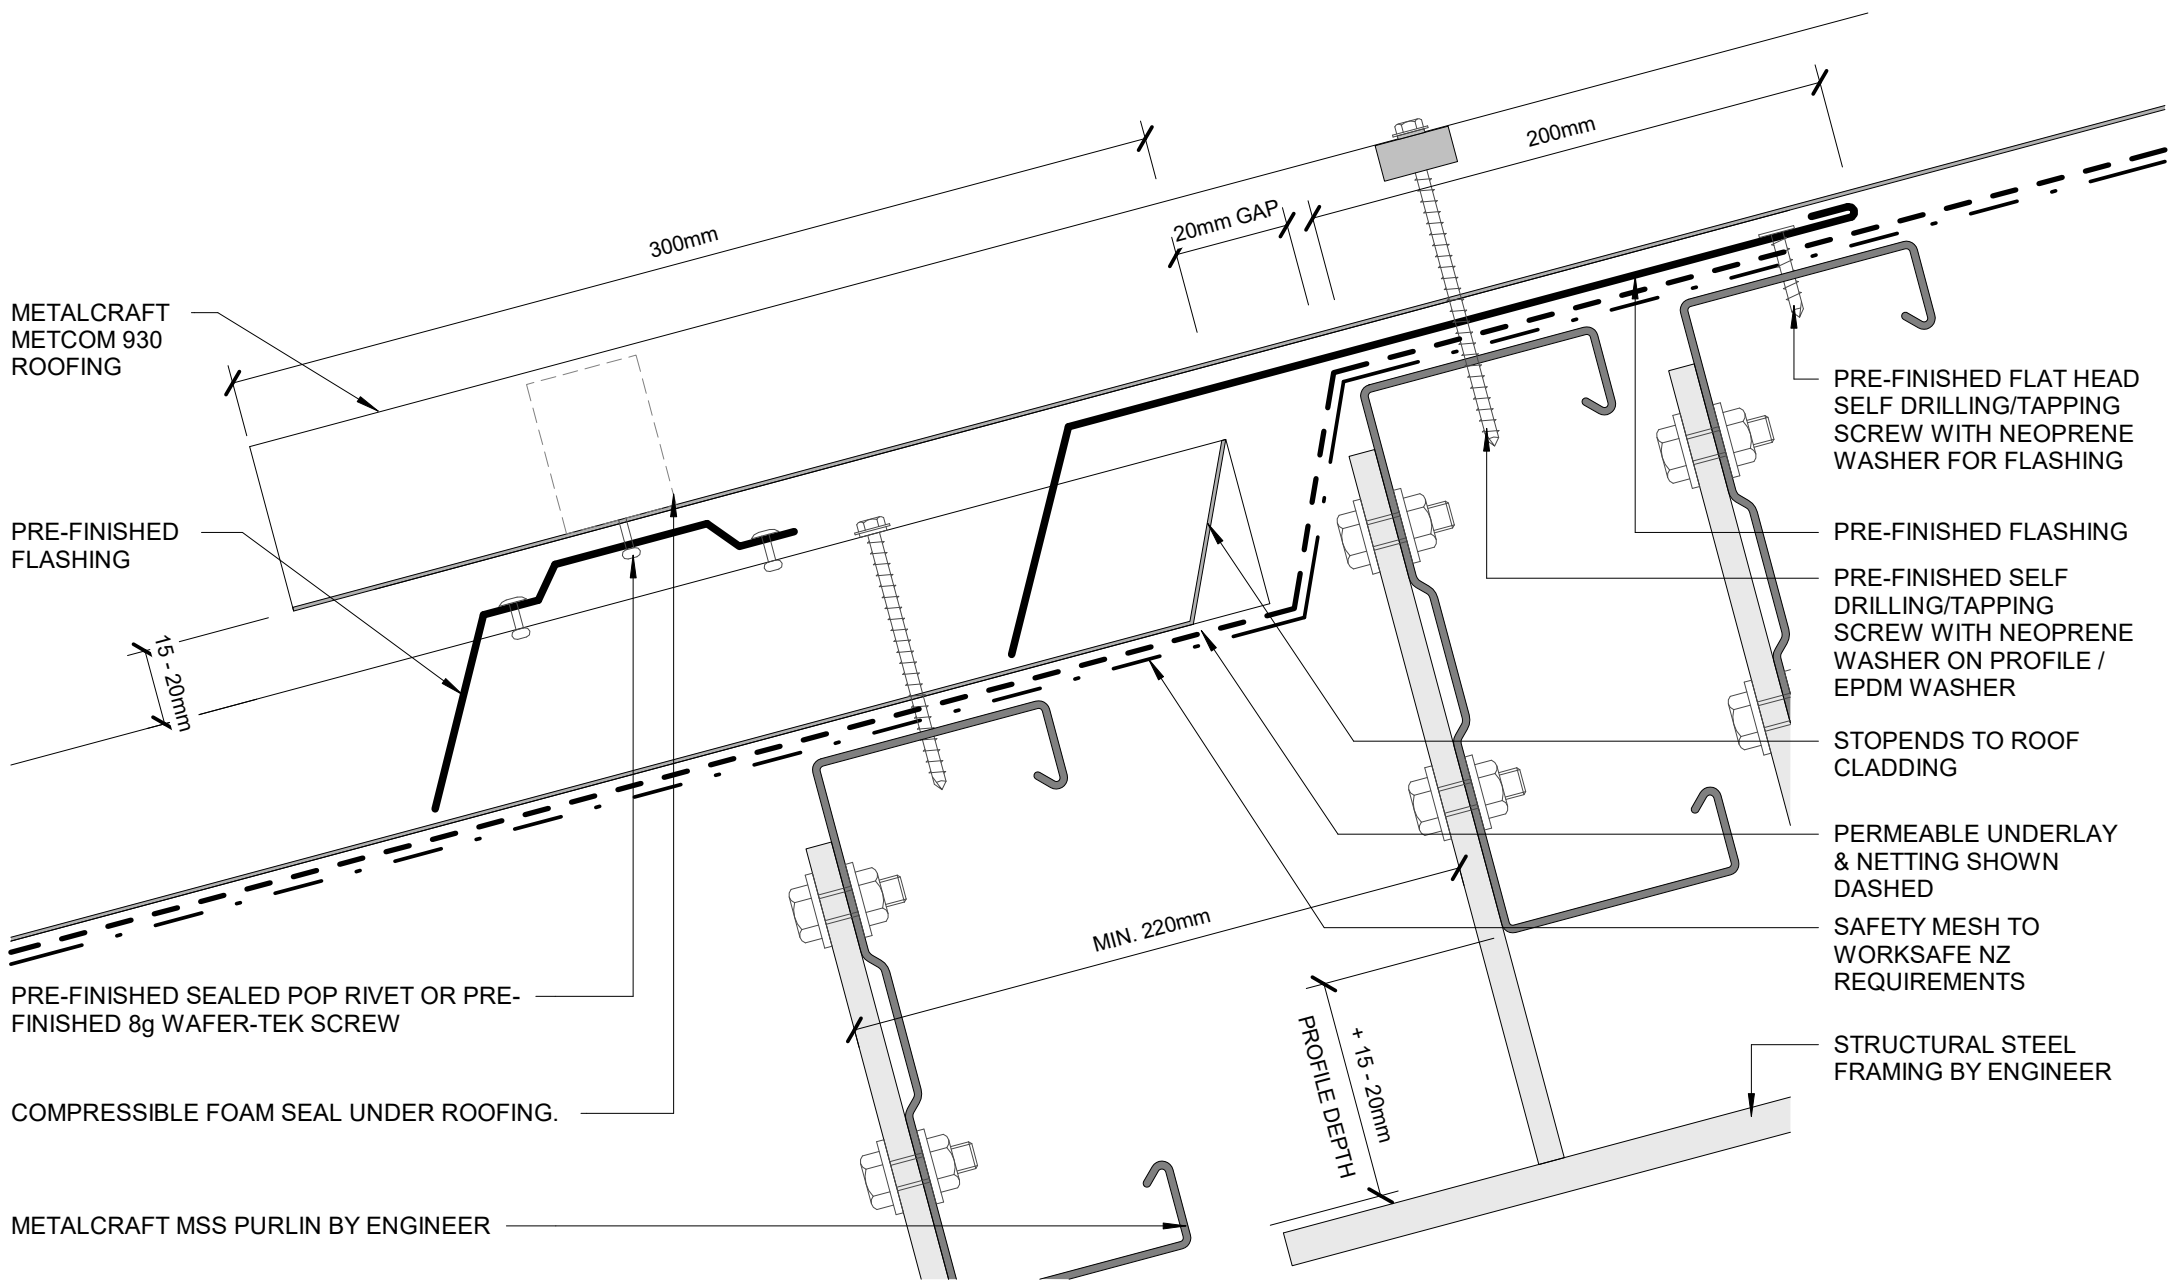 300mm
20mm GAP
200mm
METALCRAFT
METCOM 930
ROOFING
PRE-FINISHED
FLASHING
15 - 20mm
PRE-FINISHED SEALED POP RIVET OR PRE-
FINISHED 8g WAFER-TEK SCREW
COMPRESSIBLE FOAM SEAL UNDER ROOFING.
METALCRAFT MSS PURLIN BY ENGINEER
MIN. 220mm
PROFILE DEPTH
+ 15 - 20mm
PRE-FINISHED FLAT HEAD
SELF DRILLING/TAPPING
SCREW WITH NEOPRENE
WASHER FOR FLASHING
PRE-FINISHED FLASHING
PRE-FINISHED SELF
DRILLING/TAPPING
SCREW WITH NEOPRENE
WASHER ON PROFILE /
EPDM WASHER
STOPENDS TO ROOF
CLADDING
PERMEABLE UNDERLAY
& NETTING SHOWN
DASHED
SAFETY MESH TO
WORKSAFE NZ
REQUIREMENTS
STRUCTURAL STEEL
FRAMING BY ENGINEER